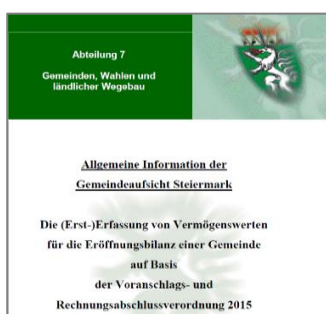 Abteilung 7
Gemeinden, Wahlen und
ländlicher Wegebau
Allgemeine Information der
Gemeindeaufsicht Steiermark
Die (Erst-)Erfassung von Vermögenswerten
für die Eröffnungsbilanz einer Gemeinde
auf Basis
der Voranschlags- und
Rechnungsabschlussverordnung 2015